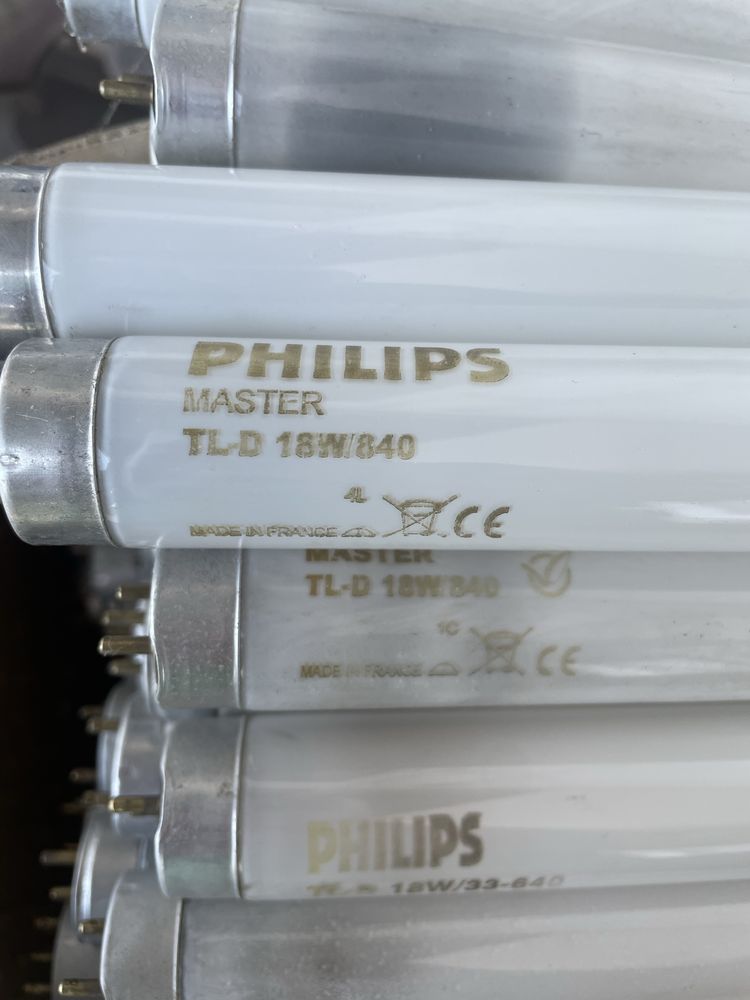 PHILIPS
MASTER
TL-D 18W/840
4L
CE
MADE IN FRANCE
MASTER
TL-D 18W/840
1C
CE
MADE IN FRANCE
PHILIPS
TL-D 18W/33-640